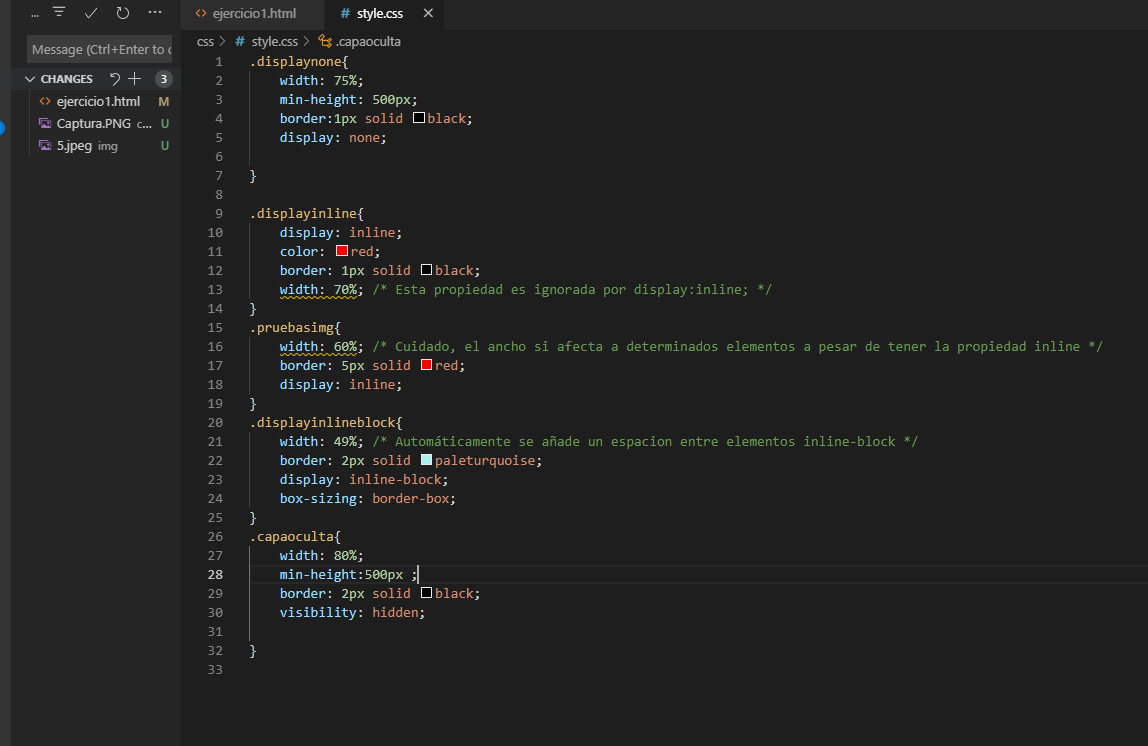 ... ...
ejercicio1.html
style.css
Message (Ctrl+Enter to c
css > # style.css > .capaoculta
CHANGES 3
ejercicio1.html M
Captura.PNG c... U
5.jpeg img U
1 .displaynone{
2 width: 75%;
3 min-height: 500px;
4 border:1px solid black;
5 display: none;
6
7 }
8
9 .displayinline{
10 display: inline;
11 color: red;
12 border: 1px solid black;
13 width: 70%; /* Esta propiedad es ignorada por display:inline; */
14 }
15 .pruebasimg{
16 width: 60%; /* Cuidado, el ancho si afecta a determinados elementos a pesar de tener la propiedad inline */
17 border: 5px solid red;
18 display: inline;
19 }
20 .displayinlineblock{
21 width: 49%; /* Automáticamente se añade un espacion entre elementos inline-block */
22 border: 2px solid paleturquoise;
23 display: inline-block;
24 box-sizing: border-box;
25 }
26 .capaoculta{
27 width: 80%;
28 min-height:500px ;
29 border: 2px solid black;
30 visibility: hidden;
31
32 }
33